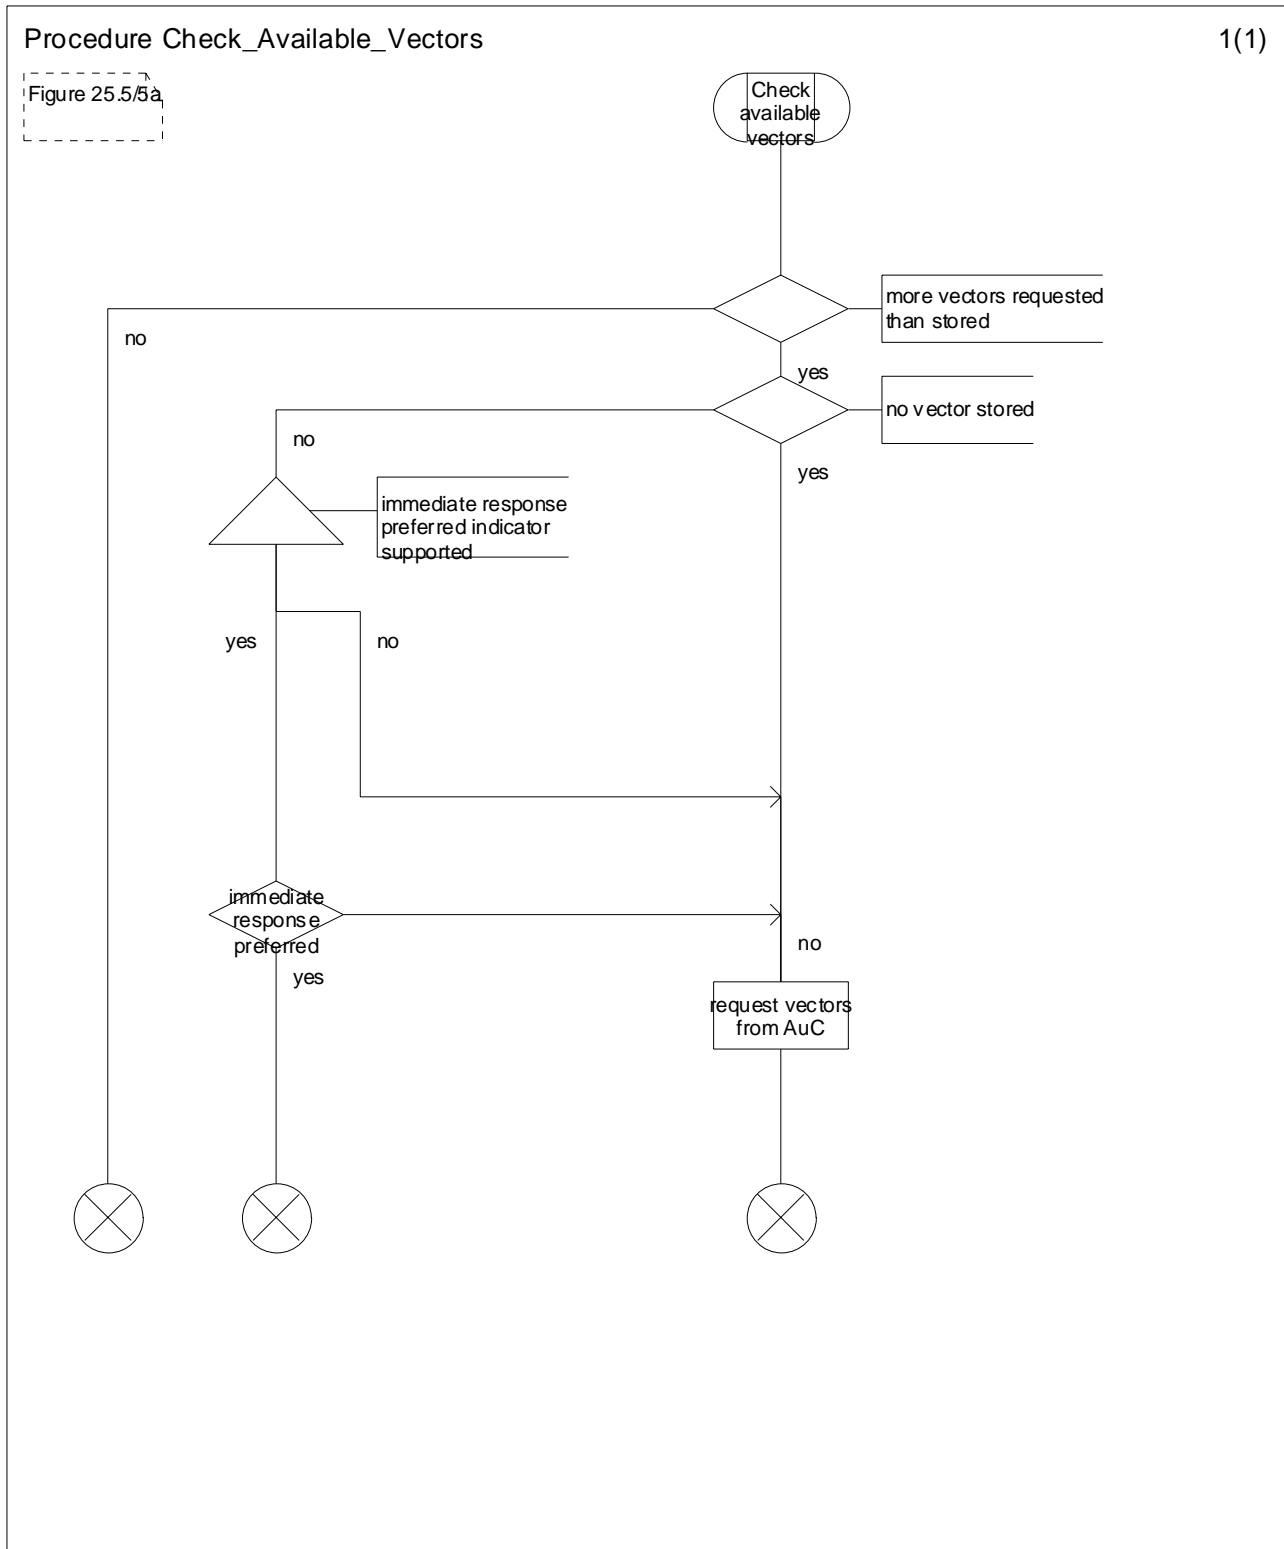 Procedure Check_Available_Vectors
1(1)
Figure 25.5/5a
Check
available
vectors
more vectors requested
than stored
no
yes
no vector stored
no
yes
immediate response
preferred indicator
supported
yes
no
immediate
response
preferred
no
yes
request vectors
from AuC